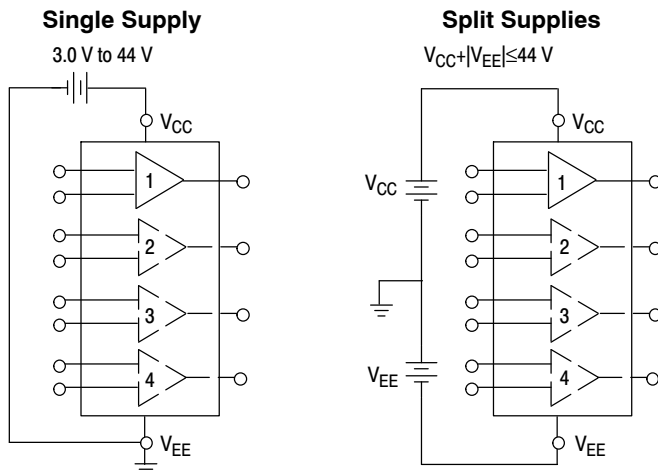 Single Supply
3.0 V to 44 V
VCC
1
2
3
4
VEE
Split Supplies
VCC+|VEE|≤44 V
VCC
VCC
1
2
3
VEE
4
VEE